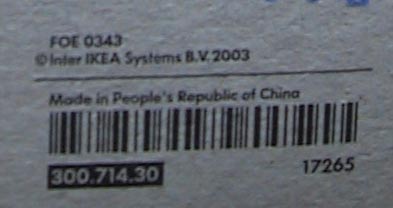 FOE 0343
© Inter IKEA Systems B.V. 2003
Made in People's Republic of China
300.714.30 17265